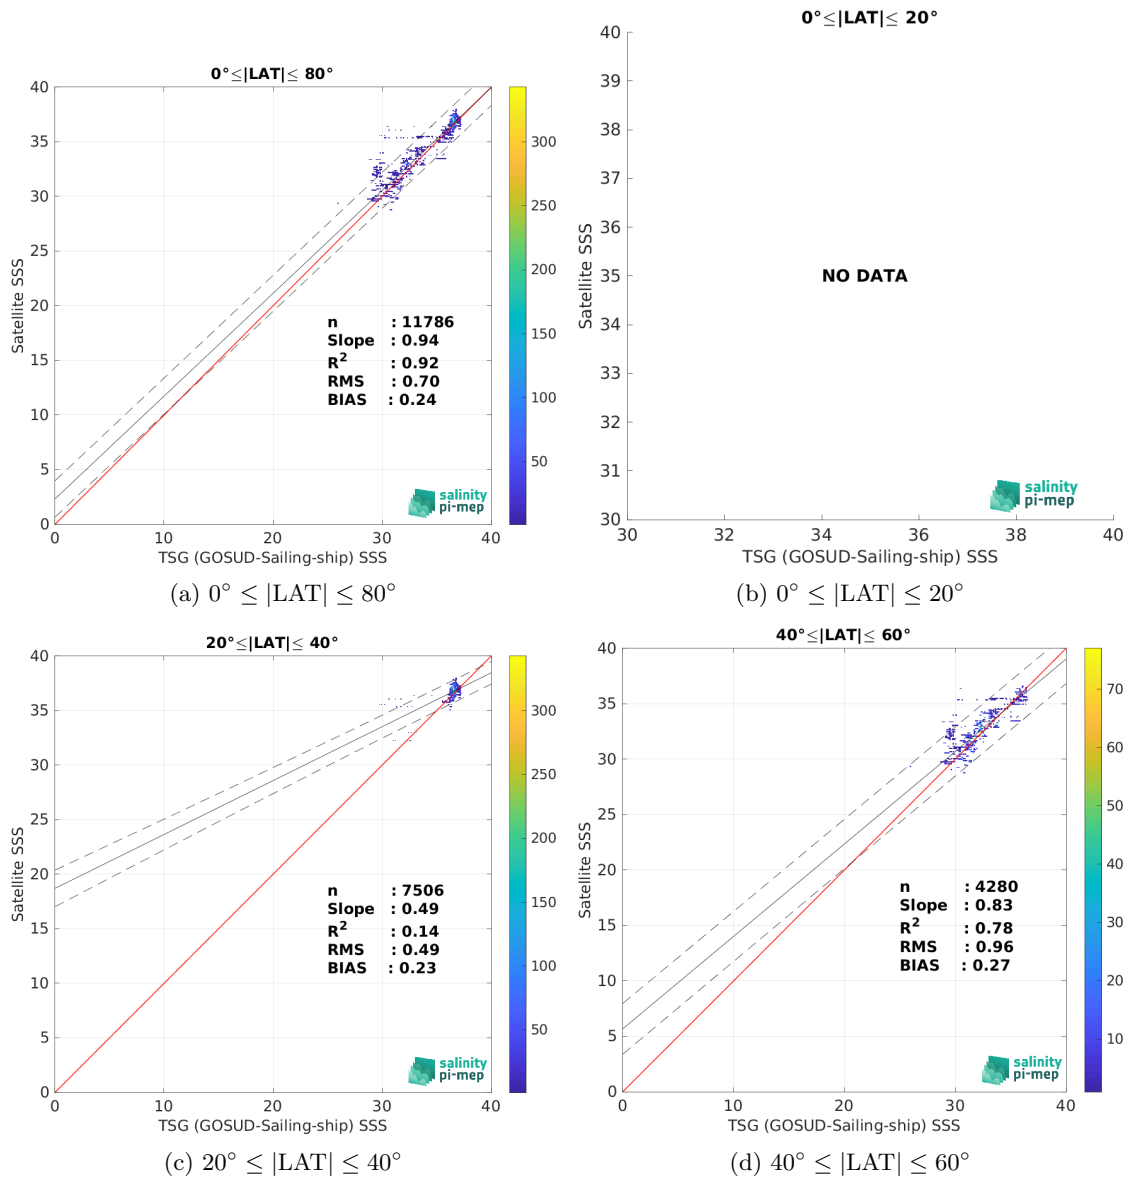 0°≤|LAT|≤ 80°
Satellite SSS
40
35
30
25
20
15
10
5
0
0
10
20
30
40
TSG (GOSUD-Sailing-ship) SSS
n : 11786
Slope : 0.94
R² : 0.92
RMS : 0.70
BIAS : 0.24
salinity
pi-mep
300
250
200
150
100
50
(a) 0° ≤ |LAT| ≤ 80°
0°≤|LAT|≤ 20°
Satellite SSS
40
39
38
37
36
35
34
33
32
31
30
30
32
34
36
38
40
TSG (GOSUD-Sailing-ship) SSS
NO DATA
salinity
pi-mep
(b) 0° ≤ |LAT| ≤ 20°
20°≤|LAT|≤ 40°
Satellite SSS
40
35
30
25
20
15
10
5
0
0
10
20
30
40
TSG (GOSUD-Sailing-ship) SSS
n : 7506
Slope : 0.49
R² : 0.14
RMS : 0.49
BIAS : 0.23
salinity
pi-mep
300
250
200
150
100
50
(c) 20° ≤ |LAT| ≤ 40°
40°≤|LAT|≤ 60°
Satellite SSS
40
35
30
25
20
15
10
5
0
0
10
20
30
40
TSG (GOSUD-Sailing-ship) SSS
n : 4280
Slope : 0.83
R² : 0.78
RMS : 0.96
BIAS : 0.27
salinity
pi-mep
70
60
50
40
30
20
10
(d) 40° ≤ |LAT| ≤ 60°